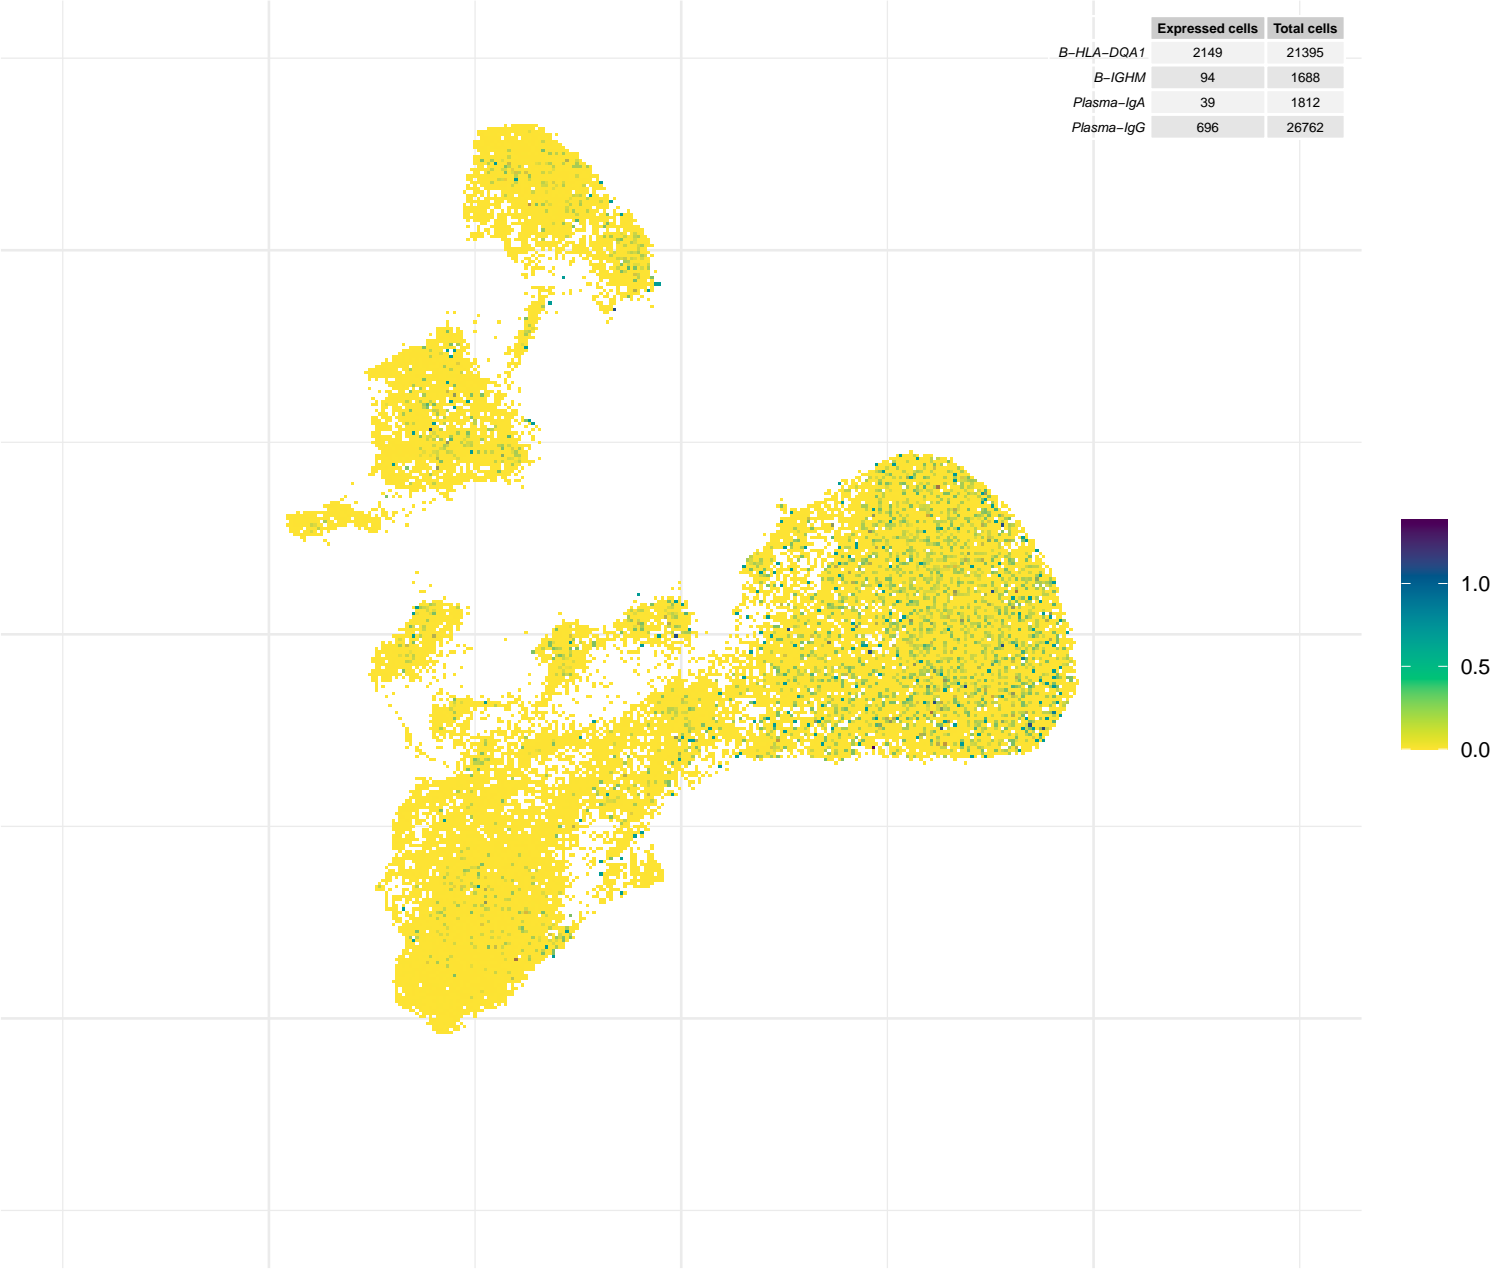 Expressed cells Total cells
B−HLA−DQA1 2149 21395
B−IGHM 94 1688
Plasma−IgA 39 1812
Plasma−IgG 696 26762
1.0
0.5
0.0